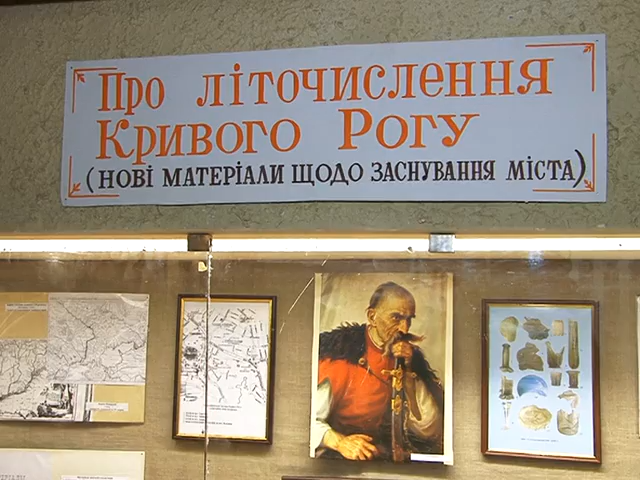 Про літочислення
Кривого Рогу
(нові матеріали щодо заснування міста)